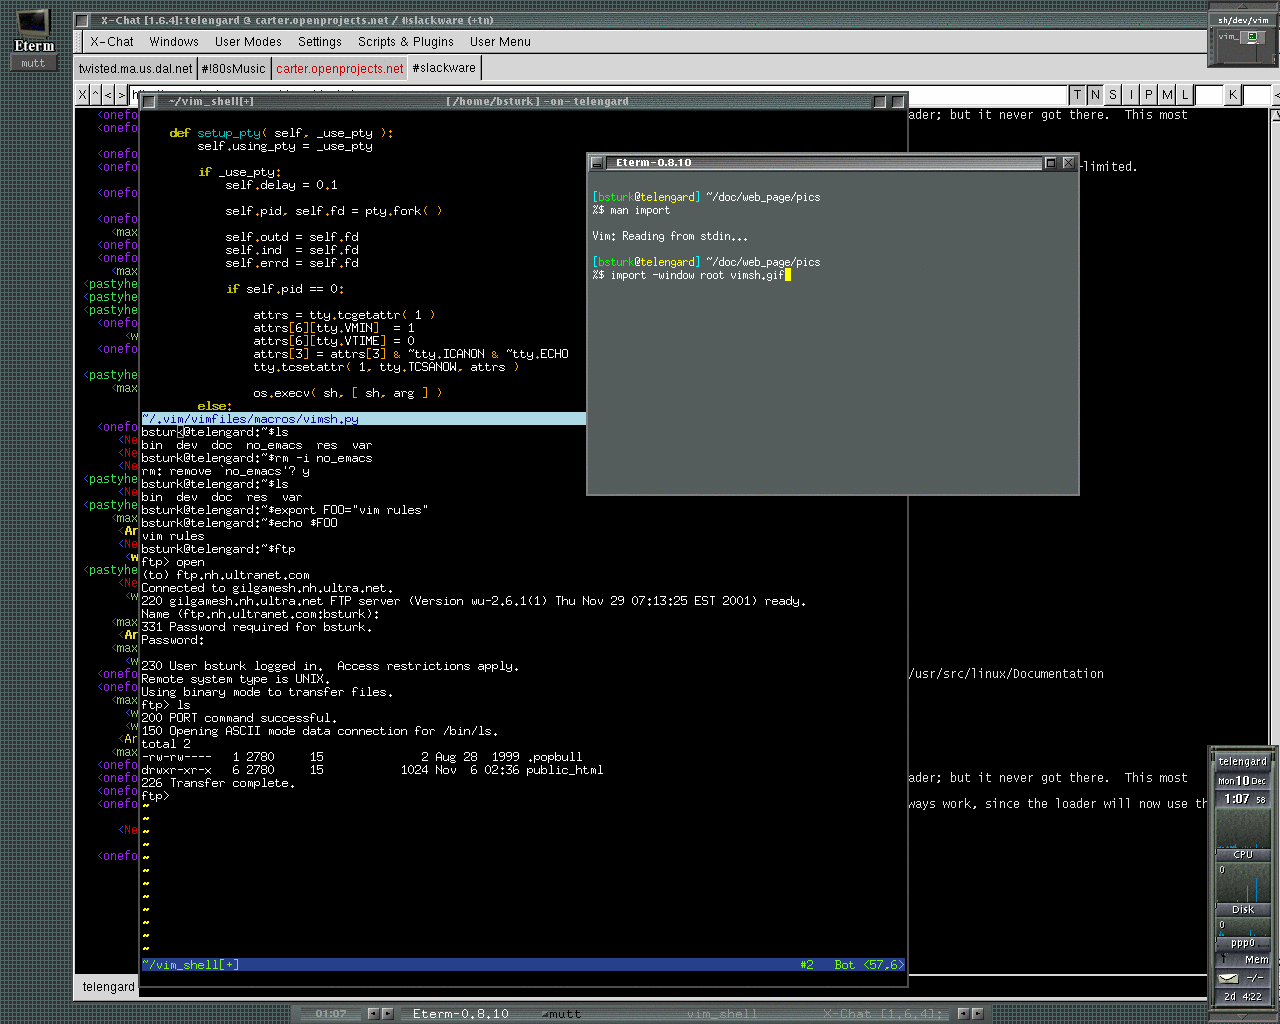 Eterm
mutt
X-Chat [1.6.4]: telengard @ carter.openprojects.net / #slackware (+tn)
X-Chat Windows User Modes Settings Scripts & Plugins User Menu
twisted.ma.us.dal.net #!80sMusic carter.openprojects.net #slackware
X ^ < >
T N S I P M L K
sh/dev/vim
vim_
~/vim_shell[+] [/home/bsturk] -on- telengard
def setup_pty( self, _use_pty ):
self.using_pty = _use_pty
if _use_pty:
self.delay = 0.1
self.pid, self.fd = pty.fork( )
self.outd = self.fd
self.ind = self.fd
self.errd = self.fd
if self.pid == 0:
attrs = tty.tcgetattr( 1 )
attrs[6][tty.VMIN] = 1
attrs[6][tty.VTIME] = 0
attrs[3] = attrs[3] & ~tty.ICANON & ~tty.ECHO
tty.tcsetattr( 1, tty.TCSANOW, attrs )
os.execv( sh, [ sh, arg ] )
else:
~/.vim/vimfiles/macros/vimsh.py
bsturk@telengard:~$ls
bin dev doc no_emacs res var
bsturk@telengard:~$rm -i no_emacs
rm: remove `no_emacs'? y
bsturk@telengard:~$ls
bin dev doc res var
bsturk@telengard:~$export FOO="vim rules"
bsturk@telengard:~$echo $FOO
vim rules
bsturk@telengard:~$ftp
ftp> open
(to) ftp.nh.ultranet.com
Connected to gilgamesh.nh.ultra.net.
220 gilgamesh.nh.ultra.net FTP server (Version wu-2.6.1(1) Thu Nov 29 07:13:25 EST 2001) ready.
Name (ftp.nh.ultranet.com:bsturk):
331 Password required for bsturk.
Password:
230 User bsturk logged in. Access restrictions apply.
Remote system type is UNIX.
Using binary mode to transfer files.
ftp> ls
200 PORT command successful.
150 Opening ASCII mode data connection for /bin/ls.
total 2
-rw-rw---- 1 2780 15 2 Aug 28 1999 .popbull
drwxr-xr-x 6 2780 15 1024 Nov 6 02:36 public_html
226 Transfer complete.
ftp>
~
~
~
~
~
~
~
~
~
~
~
~
~/vim_shell[+] #2 Bot <57,6>
Eterm-0.8.10
[bsturk@telengard] ~/doc/web_page/pics
%$ man import
Vim: Reading from stdin...
[bsturk@telengard] ~/doc/web_page/pics
%$ import -window root vimsh.gif
<onefo
<onefo
<onefo
<onefo
<onefo
<onefo
<max
<onefo
<onefo
<max
<pastyhe
<pastyhe
<pastyhe
<onefo
<w
<onefo
<pastyhe
<max
<onefo
<Ne
<Ne
<Ne
<pastyhe
<Ne
<pastyhe
<max
<Ar
<Ne
<w
<pastyhe
<Ne
<w
<max
<Ar
<max
<w
<onefo
<onefo
<max
<w
<w
<Ar
<max
<onefo
<onefo
<onefo
<onefo
<Ne
<onefo
ader; but it never got there. This most
-limited.
/usr/src/linux/Documentation
ader; but it never got there. This most
ways work, since the loader will now use th
telengard
telengard
Mon 10 Dec
1:07 58
CPU
0
Disk
0
ppp0
Mem
-/-
2d 4:22
01:07 Eterm-0.8.10 mutt vim_shell X-Chat [1.6.4];